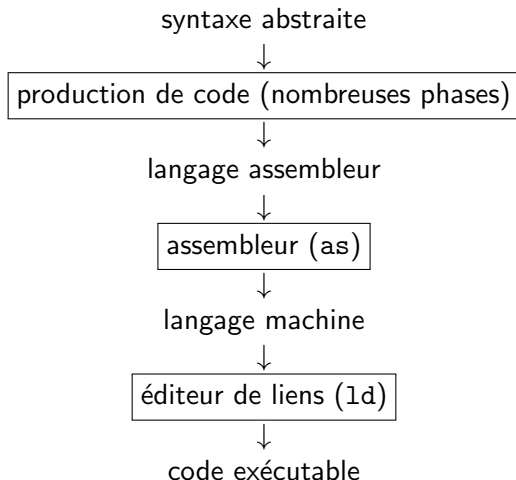 syntaxe abstraite
↓
production de code (nombreuses phases)
↓
langage assembleur
↓
assembleur (as)
↓
langage machine
↓
éditeur de liens (ld)
↓
code exécutable